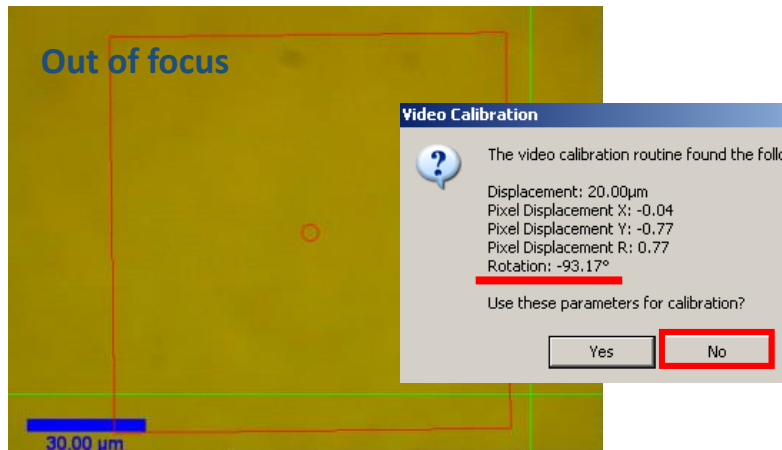 Out of focus
Video Calibration
The video calibration routine found the
Displacement: 20.00µm
Pixel Displacement X: -0.04
Pixel Displacement Y: -0.77
Pixel Displacement R: 0.77
Rotation: -93.17°
Use these parameters for calibration?
Yes
No
30.00 µm